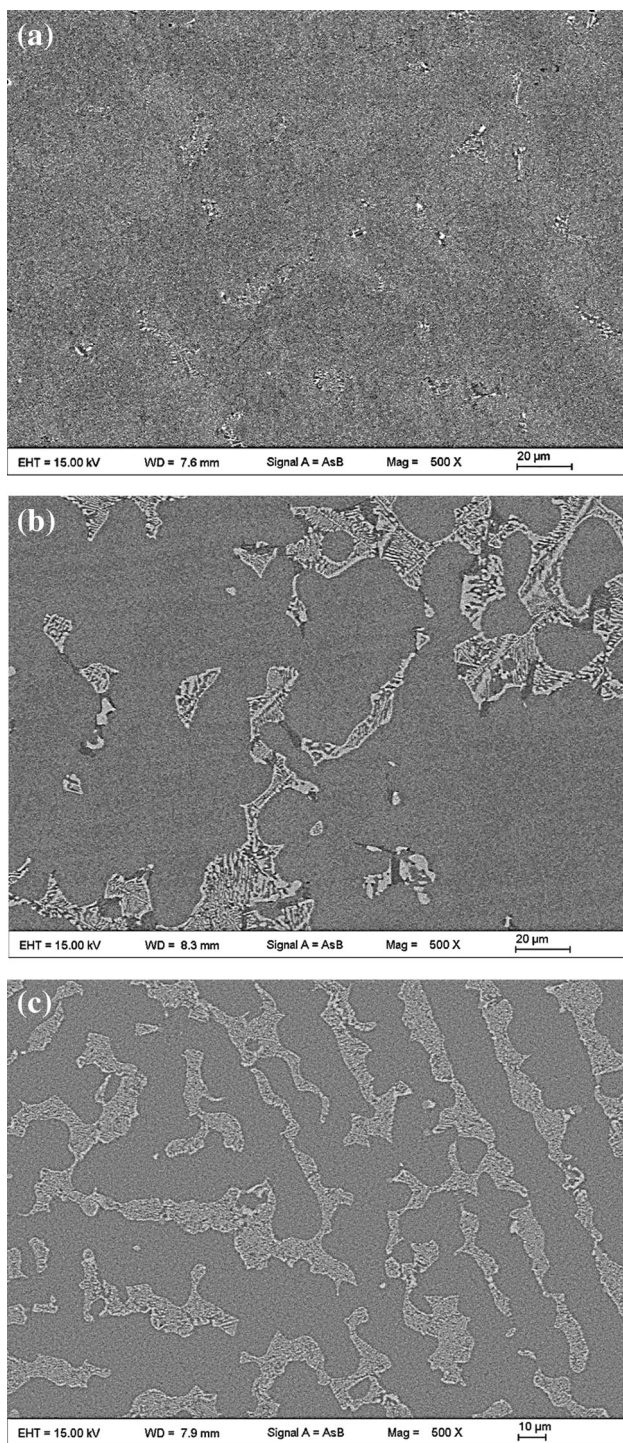 (a)
EHT = 15.00 kV WD = 7.6 mm Signal A = AsB Mag = 500 X 20 µm
(b)
EHT = 15.00 kV WD = 8.3 mm Signal A = AsB Mag = 500 X 20 µm
(c)
EHT = 15.00 kV WD = 7.9 mm Signal A = AsB Mag = 500 X 10 µm